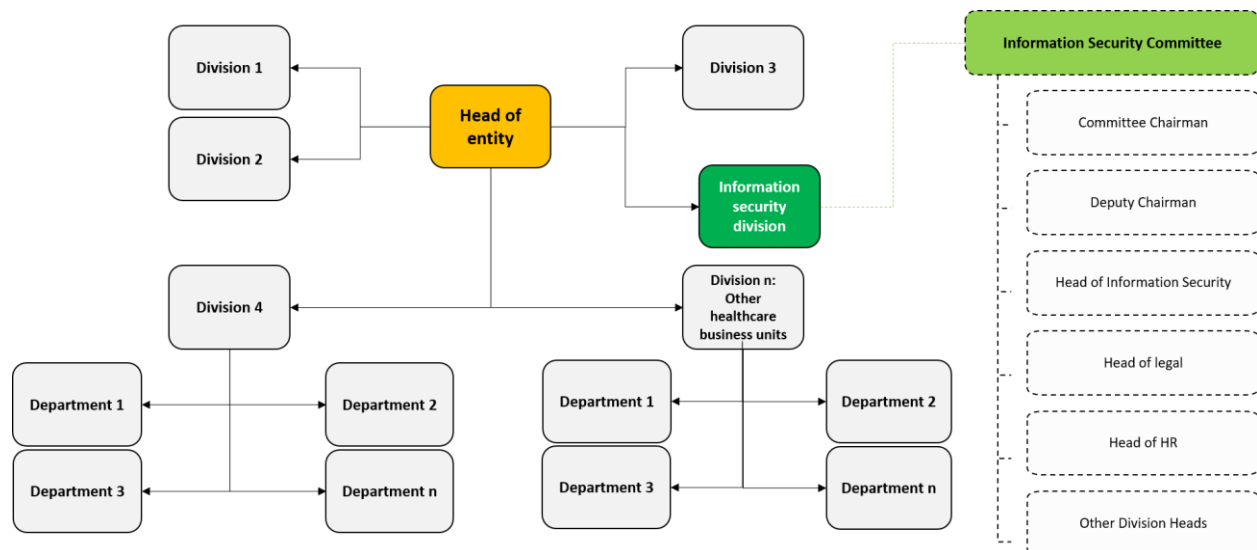 Information Security Committee
Division 1
Division 3
Head of
entity
Committee Chairman
Division 2
Information
security
division
Deputy Chairman
Division 4
Division n:
Other
healthcare
business units
Head of Information Security
Department 1
Department 2
Department 1
Department 2
Head of legal
Department 3
Department n
Department 3
Department n
Head of HR
Other Division Heads